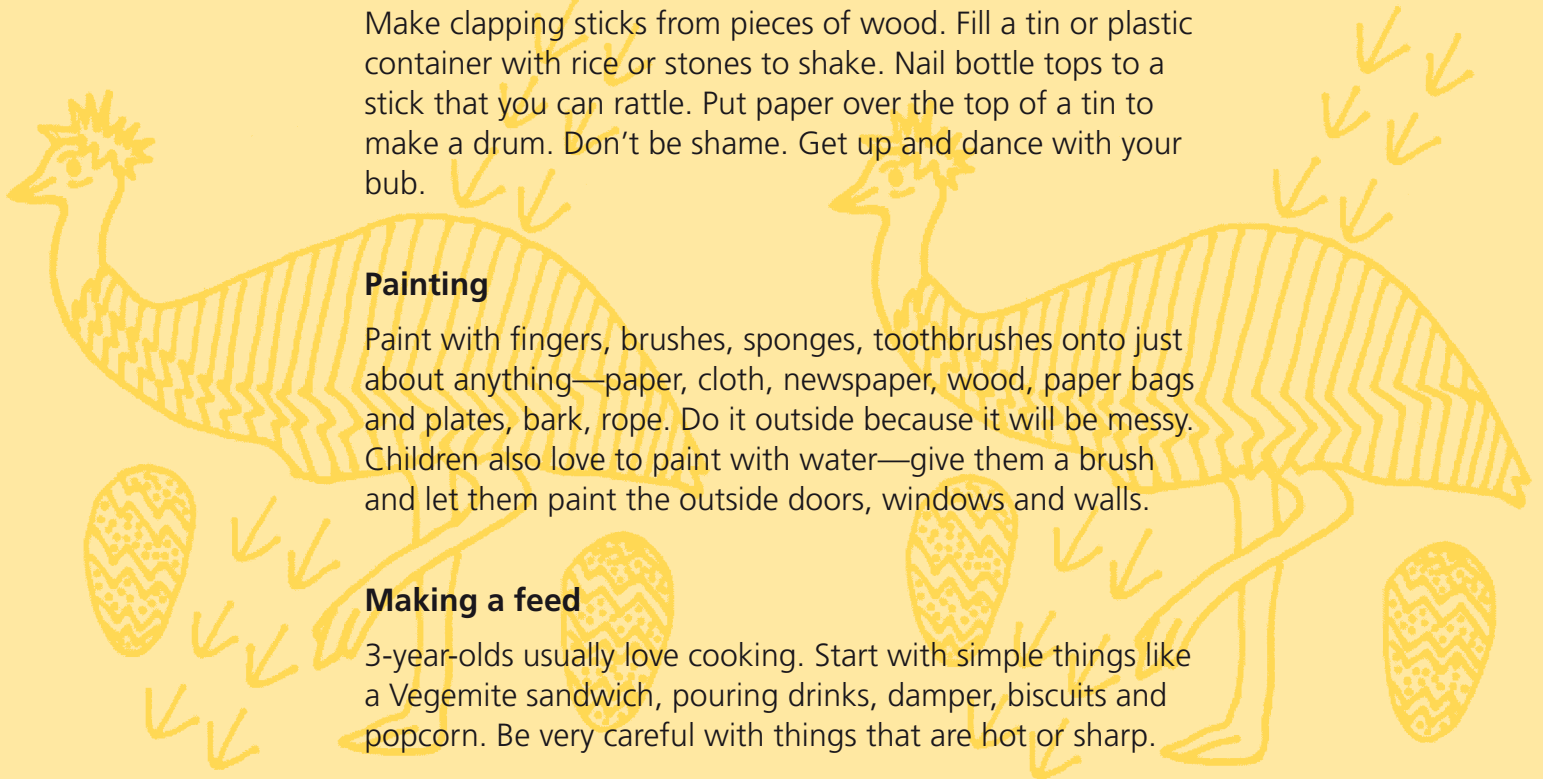 Make clapping sticks from pieces of wood. Fill a tin or plastic
container with rice or stones to shake. Nail bottle tops to a
stick that you can rattle. Put paper over the top of a tin to
make a drum. Don’t be shame. Get up and dance with your
bub.
Painting
Paint with fingers, brushes, sponges, toothbrushes onto just
about anything—paper, cloth, newspaper, wood, paper bags
and plates, bark, rope. Do it outside because it will be messy.
Children also love to paint with water—give them a brush
and let them paint the outside doors, windows and walls.
Making a feed
3-year-olds usually love cooking. Start with simple things like
a Vegemite sandwich, pouring drinks, damper, biscuits and
popcorn. Be very careful with things that are hot or sharp.